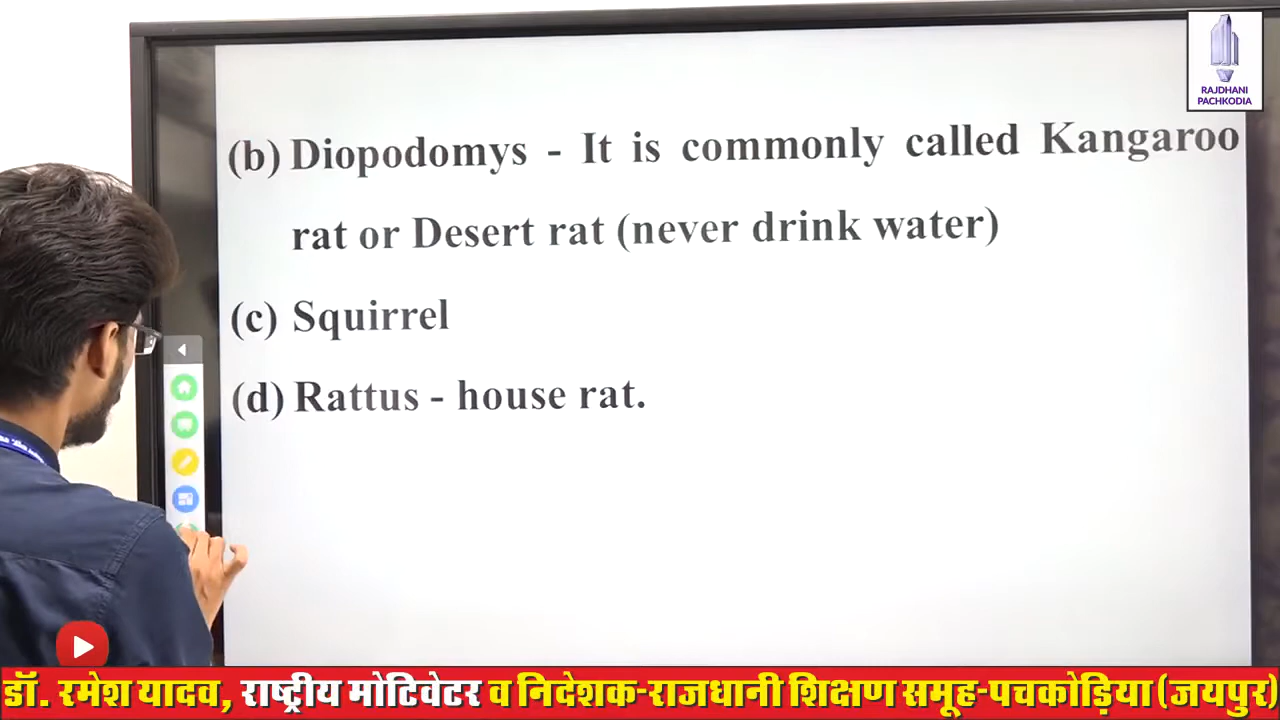 RAJDHANI
PACHKODIA
(b) Diopodomys - It is commonly called Kangaroo
rat or Desert rat (never drink water)
(c) Squirrel
(d) Rattus - house rat.
डॉ. रमेश यादव, राष्ट्रीय मोटिवेटर व निदेशक-राजधानी शिक्षण समूह-पचकोड़िया (जयपुर)